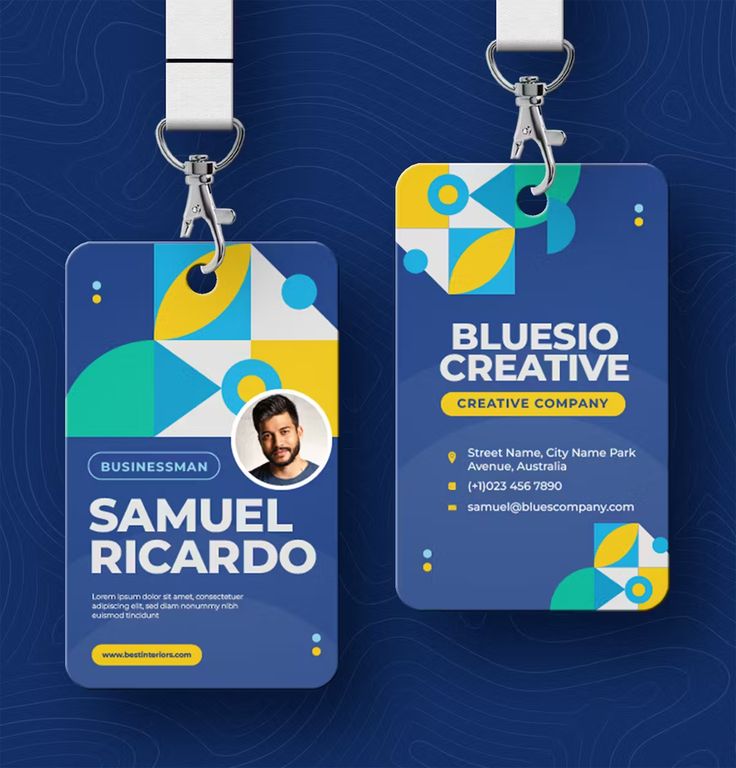 BUSINESSMAN
SAMUEL
RICARDO
Lorem ipsum dolor sit amet, consectetuer
adipiscing elit, sed diam nonummy nibh
euismod tincidunt
www.bestinteriors.com
BLUESIO
CREATIVE
CREATIVE COMPANY
Street Name, City Name Park
Avenue, Australia
(+1)023 456 7890
samuel@bluescompany.com